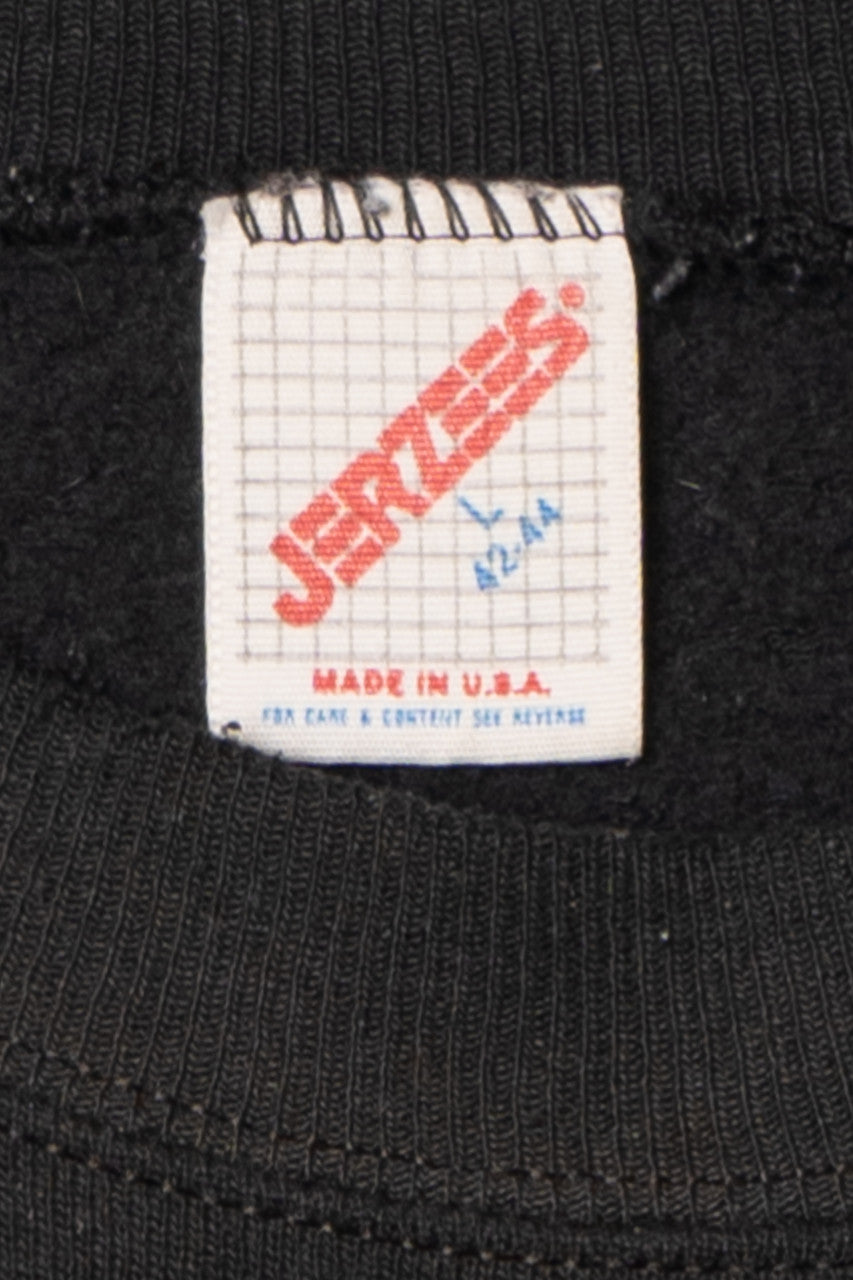 JERZEES®
L
42-44
MADE IN U.S.A.
FOR CARE & CONTENT SEE REVERSE